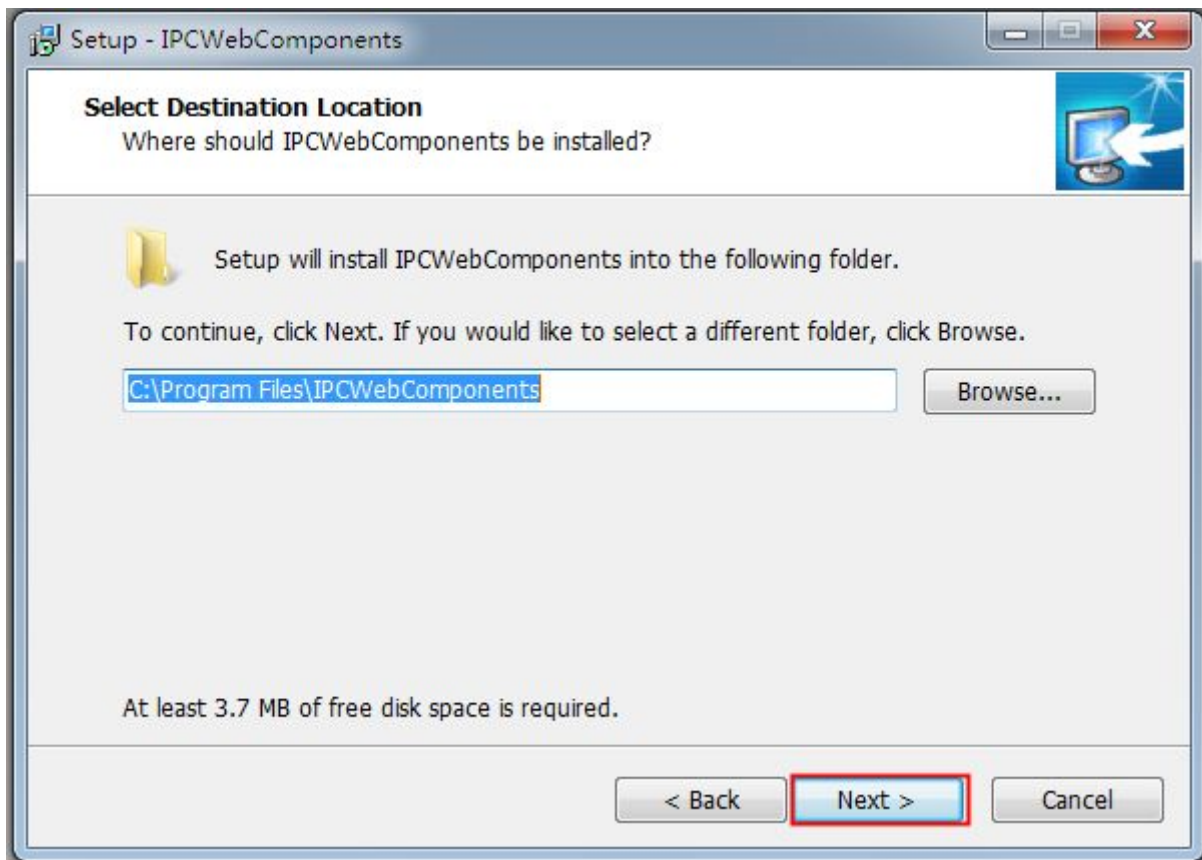 Setup - IPCWebComponents
Select Destination Location
Where should IPCWebComponents be installed?
Setup will install IPCWebComponents into the following folder.
To continue, click Next. If you would like to select a different folder, click Browse.
C:\Program Files\IPCWebComponents
Browse...
At least 3.7 MB of free disk space is required.
< Back
Next >
Cancel